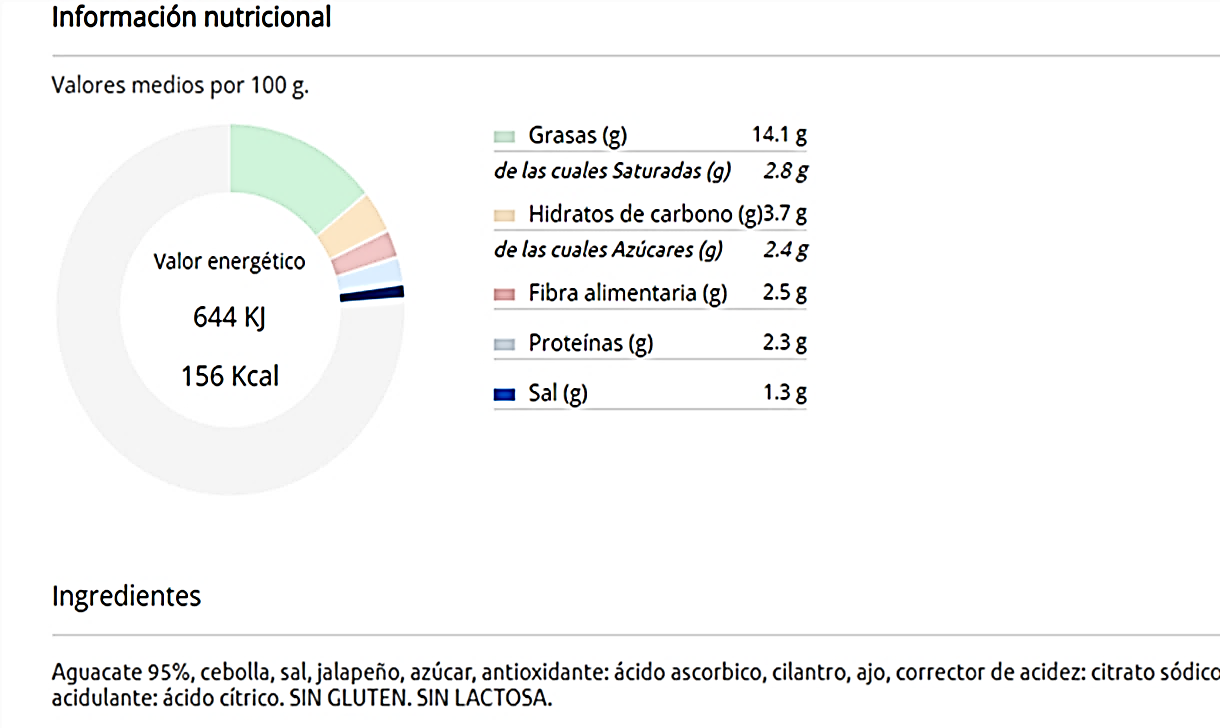 Información nutricional
Valores medios por 100 g.
Valor energético
644 KJ
156 Kcal
Grasas (g) 14.1 g
de las cuales Saturadas (g) 2.8 g
Hidratos de carbono (g)3.7 g
de las cuales Azúcares (g) 2.4 g
Fibra alimentaria (g) 2.5 g
Proteínas (g) 2.3 g
Sal (g) 1.3 g
Ingredientes
Aguacate 95%, cebolla, sal, jalapeño, azúcar, antioxidante: ácido ascorbico, cilantro, ajo, corrector de acidez: citrato sódico
acidulante: ácido cítrico. SIN GLUTEN. SIN LACTOSA.